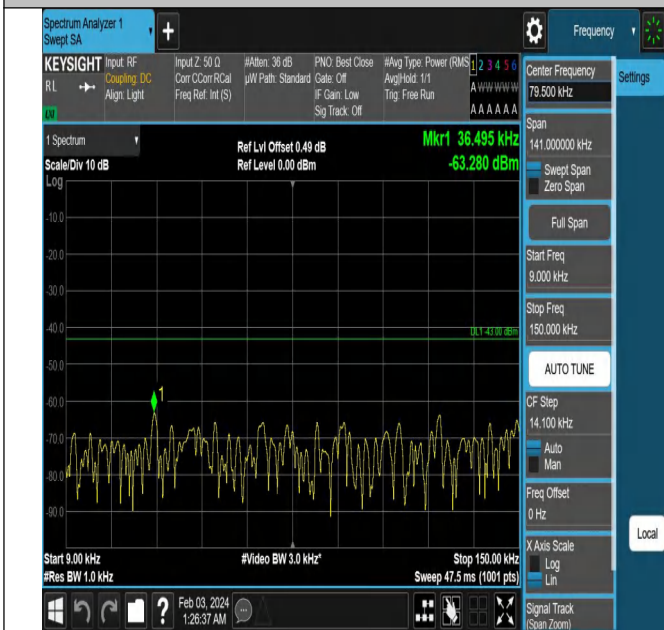 Spectrum Analyzer 1
Swept SA
Frequency
KEYSIGHT
RL
LXI
Input: RF
Coupling: DC
Align: Light
Input Z: 50 Ω
Corr CCorr RCal
Freq Ref: Int (S)
#Atten: 36 dB
µW Path: Standard
PNO: Best Close
Gate: Off
IF Gain: Low
Sig Track: Off
#Avg Type: Power (RMS
Avg|Hold: 1/1
Trig: Free Run
1 2 3 4 5 6
A W W W W W
A A A A A A
1 Spectrum
Scale/Div 10 dB
Log
Ref Lvl Offset 0.49 dB
Ref Level 0.00 dBm
Mkr1 36.495 kHz
-63.280 dBm
-10.0
-20.0
-30.0
-40.0
DL1 -43.00 dBm
-50.0
-60.0
1
-70.0
-80.0
-90.0
Start 9.00 kHz
#Video BW 3.0 kHz*
Stop 150.00 kHz
#Res BW 1.0 kHz
Sweep 47.5 ms (1001 pts)
Feb 03, 2024
1:26:37 AM
Center Frequency
79.500 kHz
Settings
Span
141.000000 kHz
Swept Span
Zero Span
Full Span
Start Freq
9.000 kHz
Stop Freq
150.000 kHz
AUTO TUNE
CF Step
14.100 kHz
Auto
Man
Freq Offset
0 Hz
Local
X Axis Scale
Log
Lin
Signal Track
(Span Zoom)